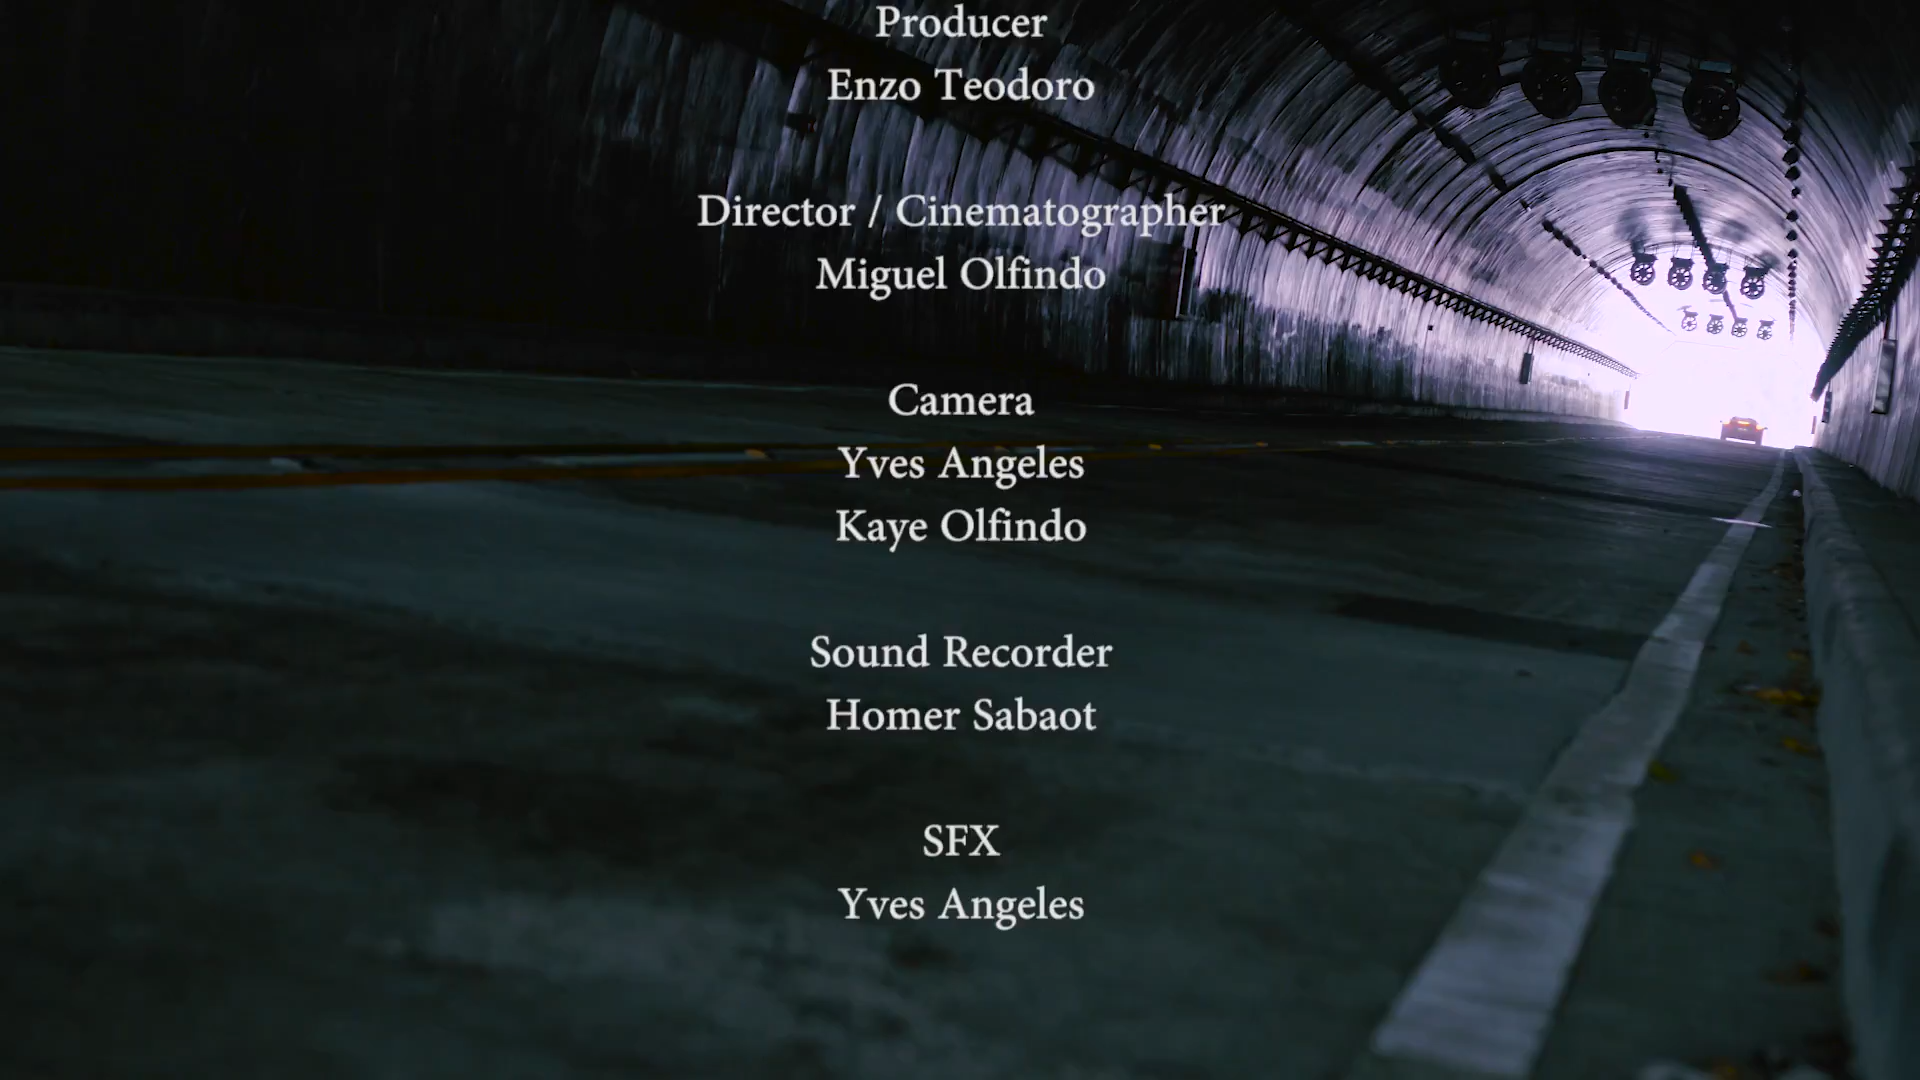 Producer
Enzo Teodoro
Director / Cinematographer
Miguel Olfindo
Camera
Yves Angeles
Kaye Olfindo
Sound Recorder
Homer Sabaot
SFX
Yves Angeles